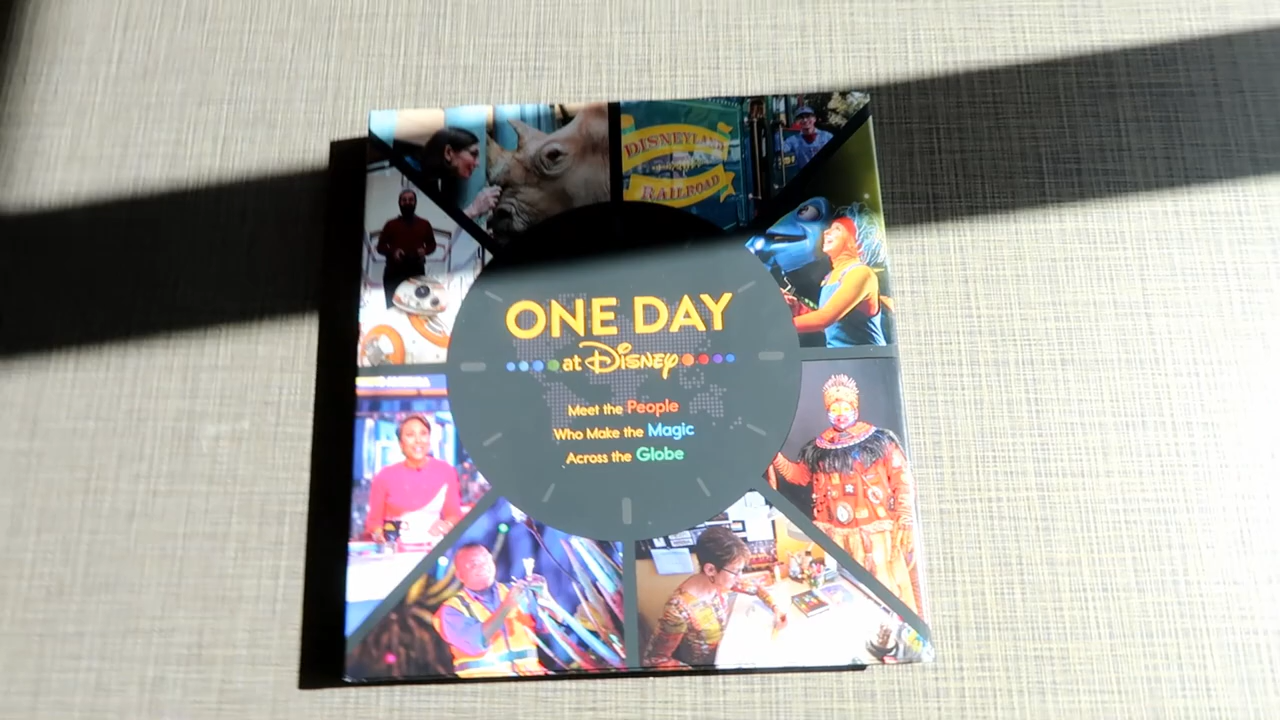 DISNEYLAND
RAILROAD
ONE DAY
at Disney
Meet the People
Who Make the Magic
Across the Globe